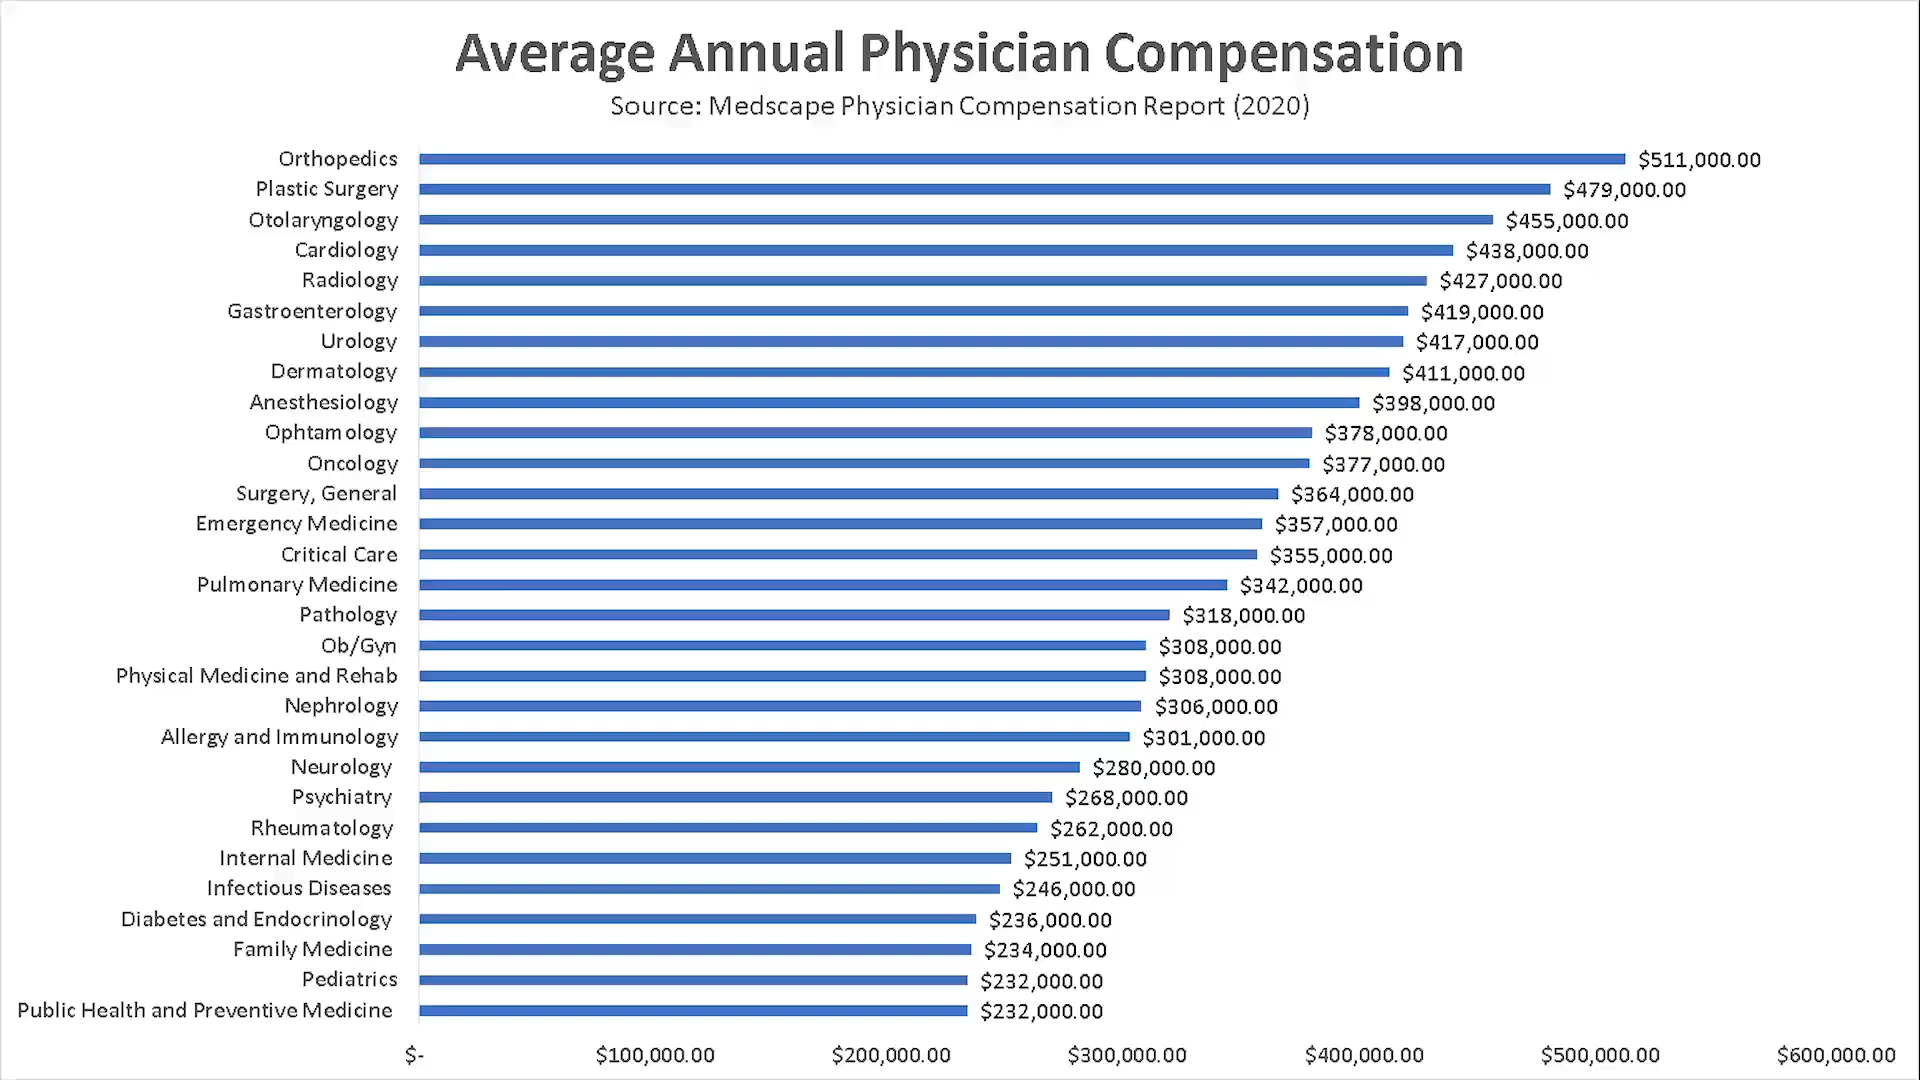 Average Annual Physician Compensation
Source: Medscape Physician Compensation Report (2020)
Orthopedics $511,000.00
Plastic Surgery $479,000.00
Otolaryngology $455,000.00
Cardiology $438,000.00
Radiology $427,000.00
Gastroenterology $419,000.00
Urology $417,000.00
Dermatology $411,000.00
Anesthesiology $398,000.00
Ophtamology $378,000.00
Oncology $377,000.00
Surgery, General $364,000.00
Emergency Medicine $357,000.00
Critical Care $355,000.00
Pulmonary Medicine $342,000.00
Pathology $318,000.00
Ob/Gyn $308,000.00
Physical Medicine and Rehab $308,000.00
Nephrology $306,000.00
Allergy and Immunology $301,000.00
Neurology $280,000.00
Psychiatry $268,000.00
Rheumatology $262,000.00
Internal Medicine $251,000.00
Infectious Diseases $246,000.00
Diabetes and Endocrinology $236,000.00
Family Medicine $234,000.00
Pediatrics $232,000.00
Public Health and Preventive Medicine $232,000.00
$- $100,000.00 $200,000.00 $300,000.00 $400,000.00 $500,000.00 $600,000.00